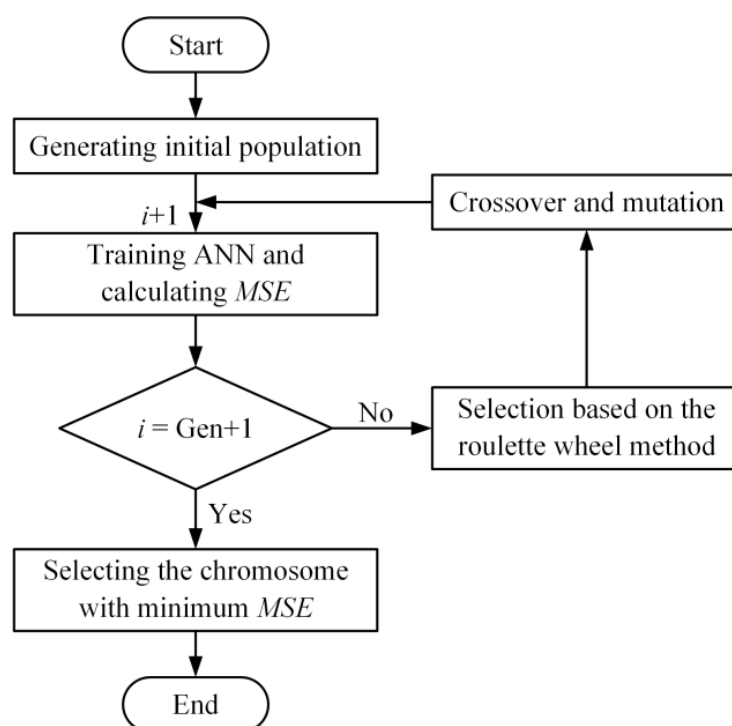 Start
Generating initial population
Crossover and mutation
i+1
Training ANN and
calculating MSE
i = Gen+1
No
Selection based on the
roulette wheel method
Yes
Selecting the chromosome
with minimum MSE
End